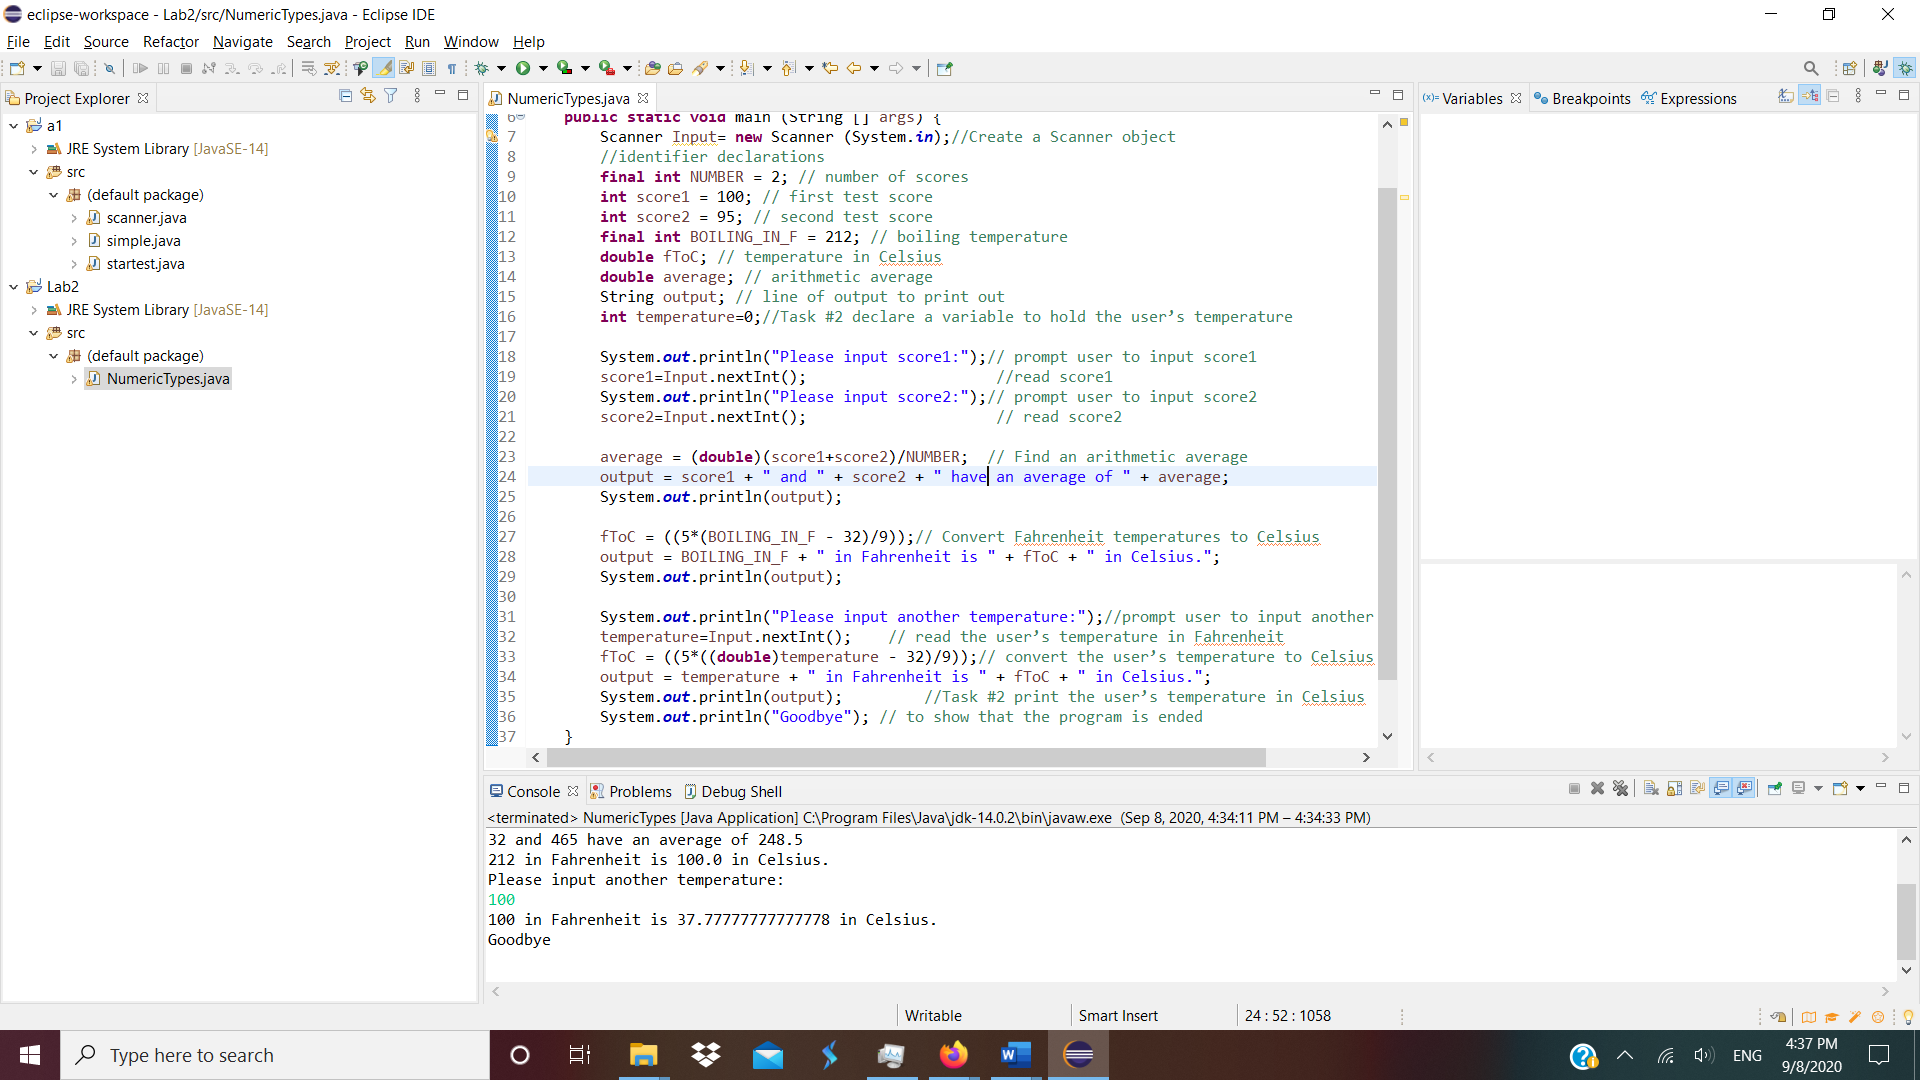 eclipse-workspace - Lab2/src/NumericTypes.java - Eclipse IDE
File Edit Source Refactor Navigate Search Project Run Window Help
Project Explorer
NumericTypes.java
Variables Breakpoints Expressions
a1
JRE System Library [JavaSE-14]
src
(default package)
scanner.java
simple.java
startest.java
Lab2
JRE System Library [JavaSE-14]
src
(default package)
NumericTypes.java
6 public static void main (String [] args) {
7 Scanner Input= new Scanner (System.in);//Create a Scanner object
8 //identifier declarations
9 final int NUMBER = 2; // number of scores
10 int score1 = 100; // first test score
11 int score2 = 95; // second test score
12 final int BOILING_IN_F = 212; // boiling temperature
13 double fToC; // temperature in Celsius
14 double average; // arithmetic average
15 String output; // line of output to print out
16 int temperature=0;//Task #2 declare a variable to hold the user’s temperature
17
18 System.out.println("Please input score1:");// prompt user to input score1
19 score1=Input.nextInt(); //read score1
20 System.out.println("Please input score2:");// prompt user to input score2
21 score2=Input.nextInt(); // read score2
22
23 average = (double)(score1+score2)/NUMBER; // Find an arithmetic average
24 output = score1 + " and " + score2 + " have an average of " + average;
25 System.out.println(output);
26
27 fToC = ((5*(BOILING_IN_F - 32)/9));// Convert Fahrenheit temperatures to Celsius
28 output = BOILING_IN_F + " in Fahrenheit is " + fToC + " in Celsius.";
29 System.out.println(output);
30
31 System.out.println("Please input another temperature:");//prompt user to input another
32 temperature=Input.nextInt(); // read the user’s temperature in Fahrenheit
33 fToC = ((5*((double)temperature - 32)/9));// convert the user’s temperature to Celsius
34 output = temperature + " in Fahrenheit is " + fToC + " in Celsius.";
35 System.out.println(output); //Task #2 print the user’s temperature in Celsius
36 System.out.println("Goodbye"); // to show that the program is ended
37 }
Console Problems Debug Shell
<terminated> NumericTypes [Java Application] C:\Program Files\Java\jdk-14.0.2\bin\javaw.exe (Sep 8, 2020, 4:34:11 PM – 4:34:33 PM)
32 and 465 have an average of 248.5
212 in Fahrenheit is 100.0 in Celsius.
Please input another temperature:
100
100 in Fahrenheit is 37.77777777777778 in Celsius.
Goodbye
Writable Smart Insert 24 : 52 : 1058
Type here to search
ENG
4:37 PM
9/8/2020